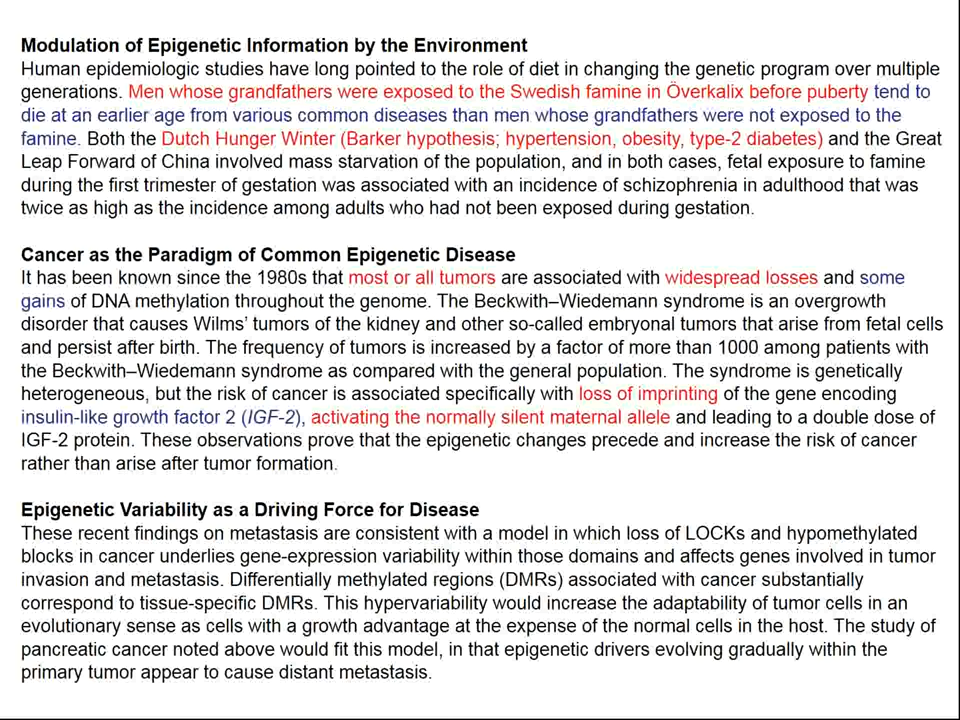 Modulation of Epigenetic Information by the Environment
Human epidemiologic studies have long pointed to the role of diet in changing the genetic program over multiple
generations. Men whose grandfathers were exposed to the Swedish famine in Överkalix before puberty tend to
die at an earlier age from various common diseases than men whose grandfathers were not exposed to the
famine. Both the Dutch Hunger Winter (Barker hypothesis; hypertension, obesity, type-2 diabetes) and the Great
Leap Forward of China involved mass starvation of the population, and in both cases, fetal exposure to famine
during the first trimester of gestation was associated with an incidence of schizophrenia in adulthood that was
twice as high as the incidence among adults who had not been exposed during gestation.
Cancer as the Paradigm of Common Epigenetic Disease
It has been known since the 1980s that most or all tumors are associated with widespread losses and some
gains of DNA methylation throughout the genome. The Beckwith–Wiedemann syndrome is an overgrowth
disorder that causes Wilms' tumors of the kidney and other so-called embryonal tumors that arise from fetal cells
and persist after birth. The frequency of tumors is increased by a factor of more than 1000 among patients with
the Beckwith–Wiedemann syndrome as compared with the general population. The syndrome is genetically
heterogeneous, but the risk of cancer is associated specifically with loss of imprinting of the gene encoding
insulin-like growth factor 2 (IGF-2), activating the normally silent maternal allele and leading to a double dose of
IGF-2 protein. These observations prove that the epigenetic changes precede and increase the risk of cancer
rather than arise after tumor formation.
Epigenetic Variability as a Driving Force for Disease
These recent findings on metastasis are consistent with a model in which loss of LOCKs and hypomethylated
blocks in cancer underlies gene-expression variability within those domains and affects genes involved in tumor
invasion and metastasis. Differentially methylated regions (DMRs) associated with cancer substantially
correspond to tissue-specific DMRs. This hypervariability would increase the adaptability of tumor cells in an
evolutionary sense as cells with a growth advantage at the expense of the normal cells in the host. The study of
pancreatic cancer noted above would fit this model, in that epigenetic drivers evolving gradually within the
primary tumor appear to cause distant metastasis.